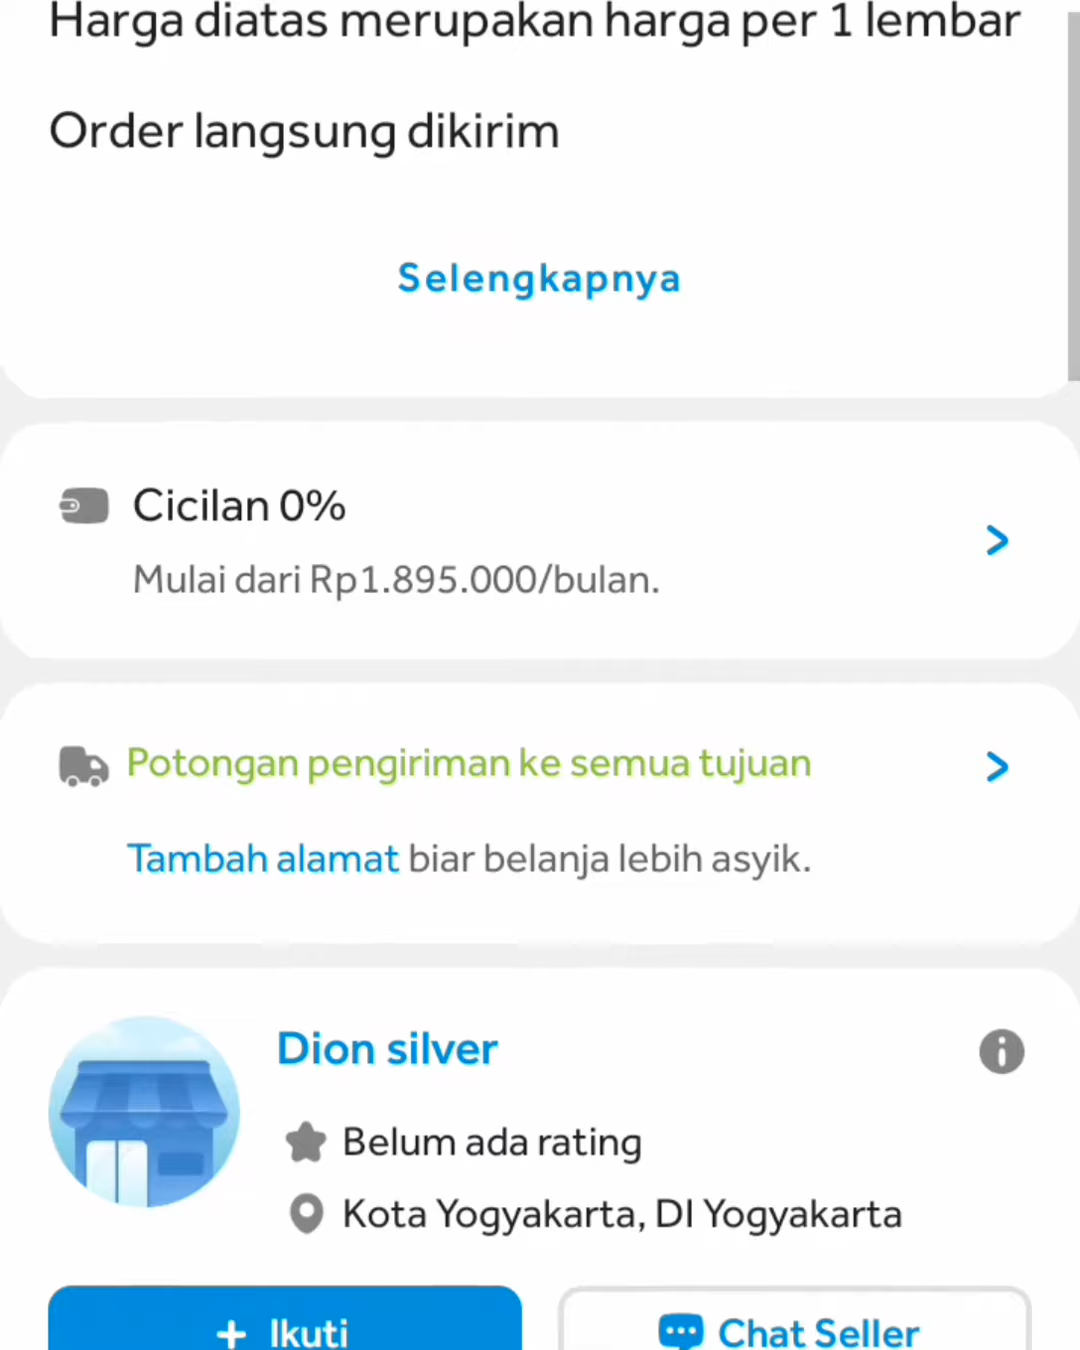 Harga diatas merupakan harga per 1 lembar
Order langsung dikirim
Selengkapnya
Cicilan 0%
Mulai dari Rp1.895.000/bulan.
Potongan pengiriman ke semua tujuan
Tambah alamat biar belanja lebih asyik.
Dion silver
Belum ada rating
Kota Yogyakarta, DI Yogyakarta
+ Ikuti
Chat Seller